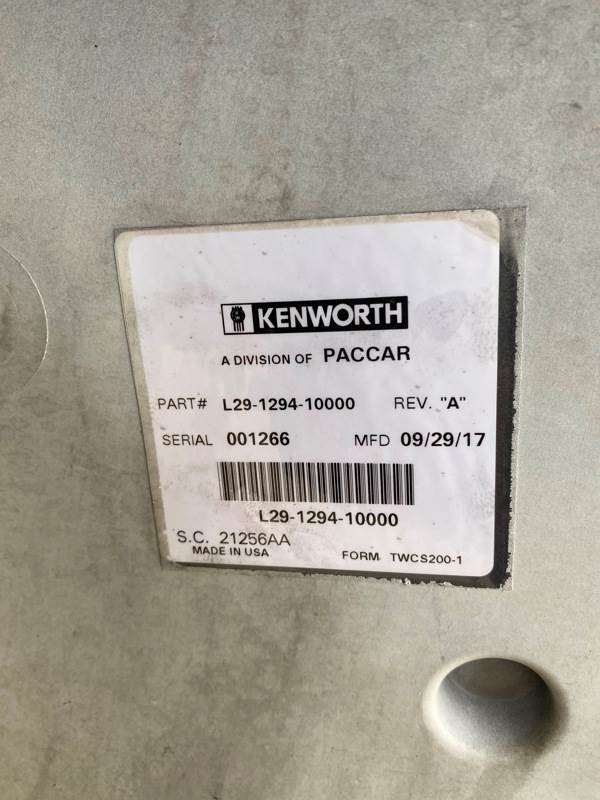 KENWORTH
A DIVISION OF PACCAR
PART# L29-1294-10000 REV. "A"
SERIAL 001266 MFD 09/29/17
L29-1294-10000
S.C. 21256AA
MADE IN USA FORM TWCS200-1